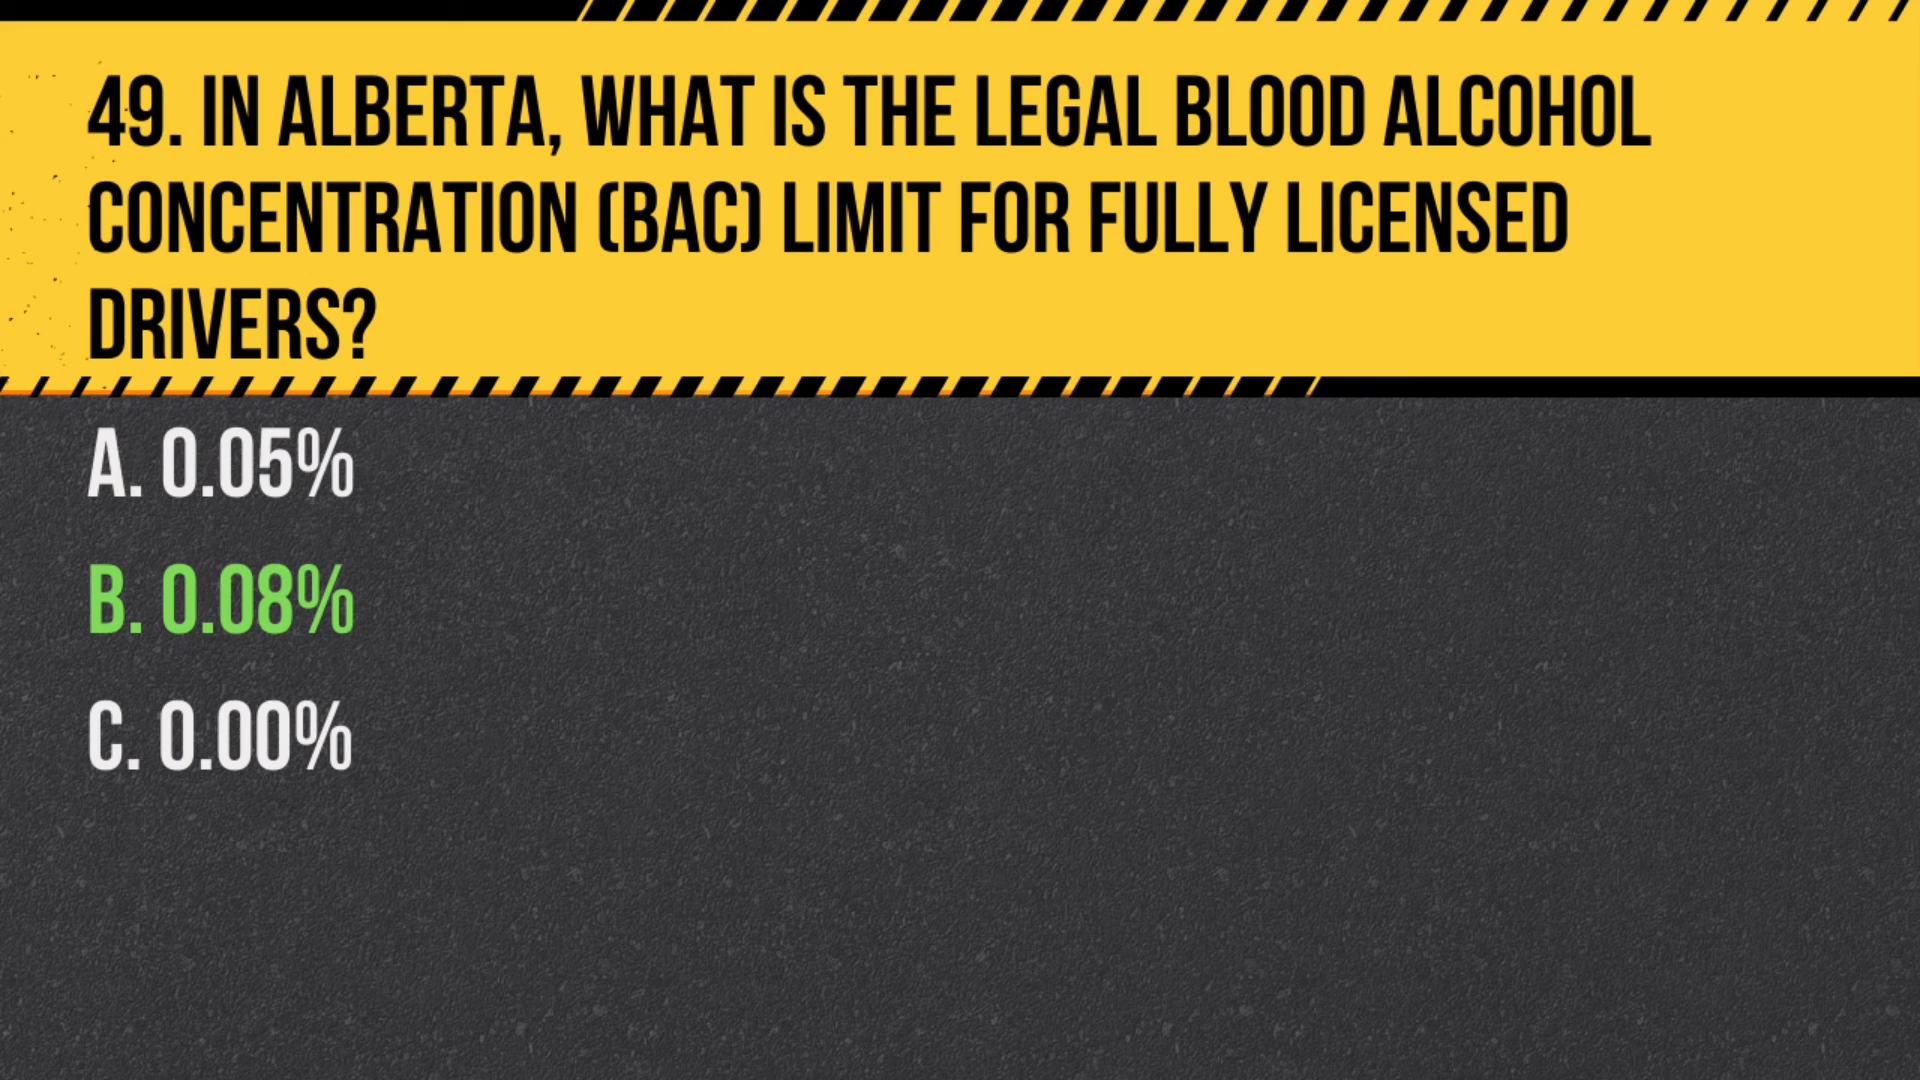 49. IN ALBERTA, WHAT IS THE LEGAL BLOOD ALCOHOL
CONCENTRATION (BAC) LIMIT FOR FULLY LICENSED
DRIVERS?
A. 0.05%
B. 0.08%
C. 0.00%